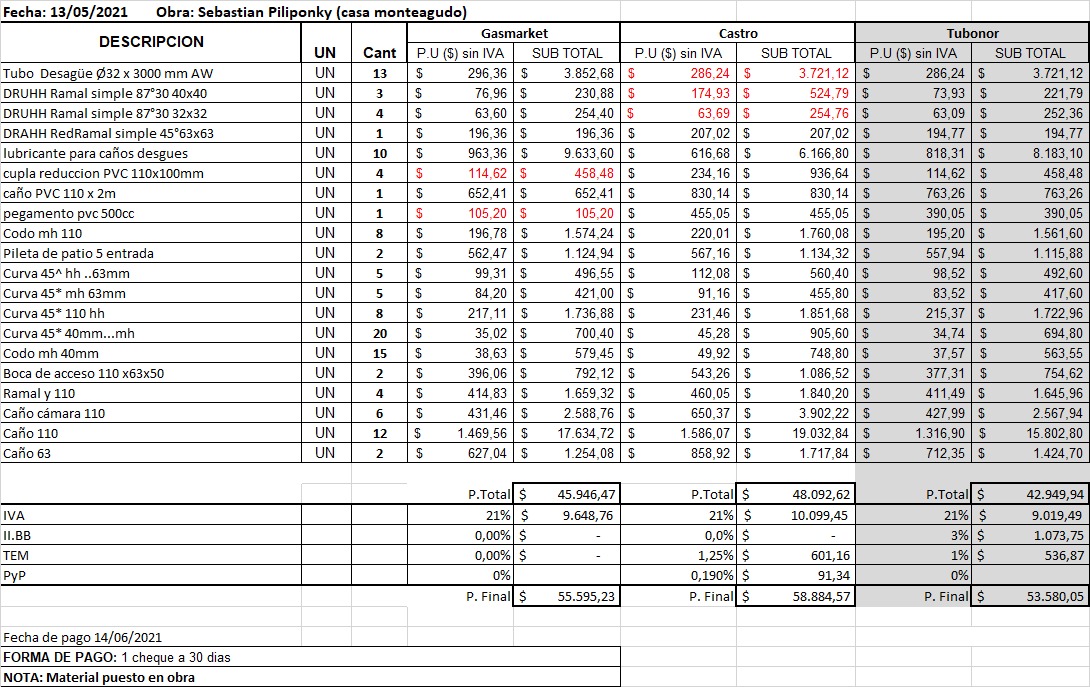 Fecha: 13/05/2021 Obra: Sebastian Piliponky (casa monteagudo)
DESCRIPCION UN Cant Gasmarket Castro Tubonor
P.U ($) sin IVA SUB TOTAL P.U ($) sin IVA SUB TOTAL P.U ($) sin IVA SUB TOTAL
Tubo Desagüe Ø32 x 3000 mm AW UN 13 $ 296,36 $ 3.852,68 $ 286,24 $ 3.721,12 $ 286,24 $ 3.721,12
DRUHH Ramal simple 87°30 40x40 UN 3 $ 76,96 $ 230,88 $ 174,93 $ 524,79 $ 73,93 $ 221,79
DRUHH Ramal simple 87°30 32x32 UN 4 $ 63,60 $ 254,40 $ 63,69 $ 254,76 $ 63,09 $ 252,36
DRAHH RedRamal simple 45°63x63 UN 1 $ 196,36 $ 196,36 $ 207,02 $ 207,02 $ 194,77 $ 194,77
lubricante para caños desgues UN 10 $ 963,36 $ 9.633,60 $ 616,68 $ 6.166,80 $ 818,31 $ 8.183,10
cupla reduccion PVC 110x100mm UN 4 $ 114,62 $ 458,48 $ 234,16 $ 936,64 $ 114,62 $ 458,48
caño PVC 110 x 2m UN 1 $ 652,41 $ 652,41 $ 830,14 $ 830,14 $ 763,26 $ 763,26
pegamento pvc 500cc UN 1 $ 105,20 $ 105,20 $ 455,05 $ 455,05 $ 390,05 $ 390,05
Codo mh 110 UN 8 $ 196,78 $ 1.574,24 $ 220,01 $ 1.760,08 $ 195,20 $ 1.561,60
Pileta de patio 5 entrada UN 2 $ 562,47 $ 1.124,94 $ 567,16 $ 1.134,32 $ 557,94 $ 1.115,88
Curva 45^ hh ..63mm UN 5 $ 99,31 $ 496,55 $ 112,08 $ 560,40 $ 98,52 $ 492,60
Curva 45* mh 63mm UN 5 $ 84,20 $ 421,00 $ 91,16 $ 455,80 $ 83,52 $ 417,60
Curva 45* 110 hh UN 8 $ 217,11 $ 1.736,88 $ 231,46 $ 1.851,68 $ 215,37 $ 1.722,96
Curva 45* 40mm...mh UN 20 $ 35,02 $ 700,40 $ 45,28 $ 905,60 $ 34,74 $ 694,80
Codo mh 40mm UN 15 $ 38,63 $ 579,45 $ 49,92 $ 748,80 $ 37,57 $ 563,55
Boca de acceso 110 x63x50 UN 2 $ 396,06 $ 792,12 $ 543,26 $ 1.086,52 $ 377,31 $ 754,62
Ramal y 110 UN 4 $ 414,83 $ 1.659,32 $ 460,05 $ 1.840,20 $ 411,49 $ 1.645,96
Caño cámara 110 UN 6 $ 431,46 $ 2.588,76 $ 650,37 $ 3.902,22 $ 427,99 $ 2.567,94
Caño 110 UN 12 $ 1.469,56 $ 17.634,72 $ 1.586,07 $ 19.032,84 $ 1.316,90 $ 15.802,80
Caño 63 UN 2 $ 627,04 $ 1.254,08 $ 858,92 $ 1.717,84 $ 712,35 $ 1.424,70
P.Total $ 45.946,47 P.Total $ 48.092,62 P.Total $ 42.949,94
IVA 21% $ 9.648,76 21% $ 10.099,45 21% $ 9.019,49
II.BB 0,00% $ - 0,0% $ - 3% $ 1.073,75
TEM 0,00% $ - 1,25% $ 601,16 1% $ 536,87
PyP 0% 0,190% $ 91,34 0%
P. Final $ 55.595,23 P. Final $ 58.884,57 P. Final $ 53.580,05
Fecha de pago 14/06/2021
FORMA DE PAGO: 1 cheque a 30 dias
NOTA: Material puesto en obra